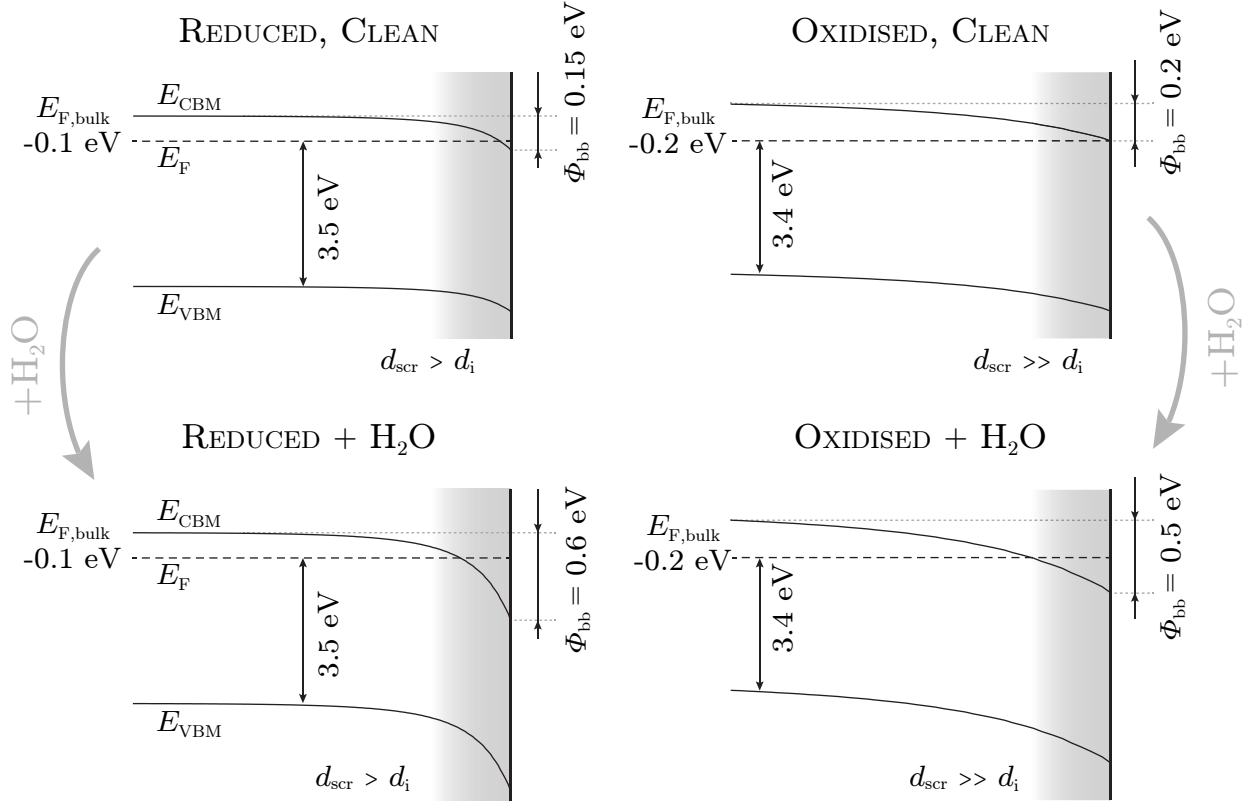 REDUCED, CLEAN
E_CBM
E_F,bulk
-0.1 eV
E_F
3.5 eV
E_VBM
Φ_bb = 0.15 eV
d_scr > d_i
OXIDISED, CLEAN
E_F,bulk
-0.2 eV
3.4 eV
Φ_bb = 0.2 eV
d_scr >> d_i
+H₂O
+H₂O
REDUCED + H₂O
E_CBM
E_F,bulk
-0.1 eV
E_F
3.5 eV
E_VBM
Φ_bb = 0.6 eV
d_scr > d_i
OXIDISED + H₂O
E_F,bulk
-0.2 eV
3.4 eV
Φ_bb = 0.5 eV
d_scr >> d_i